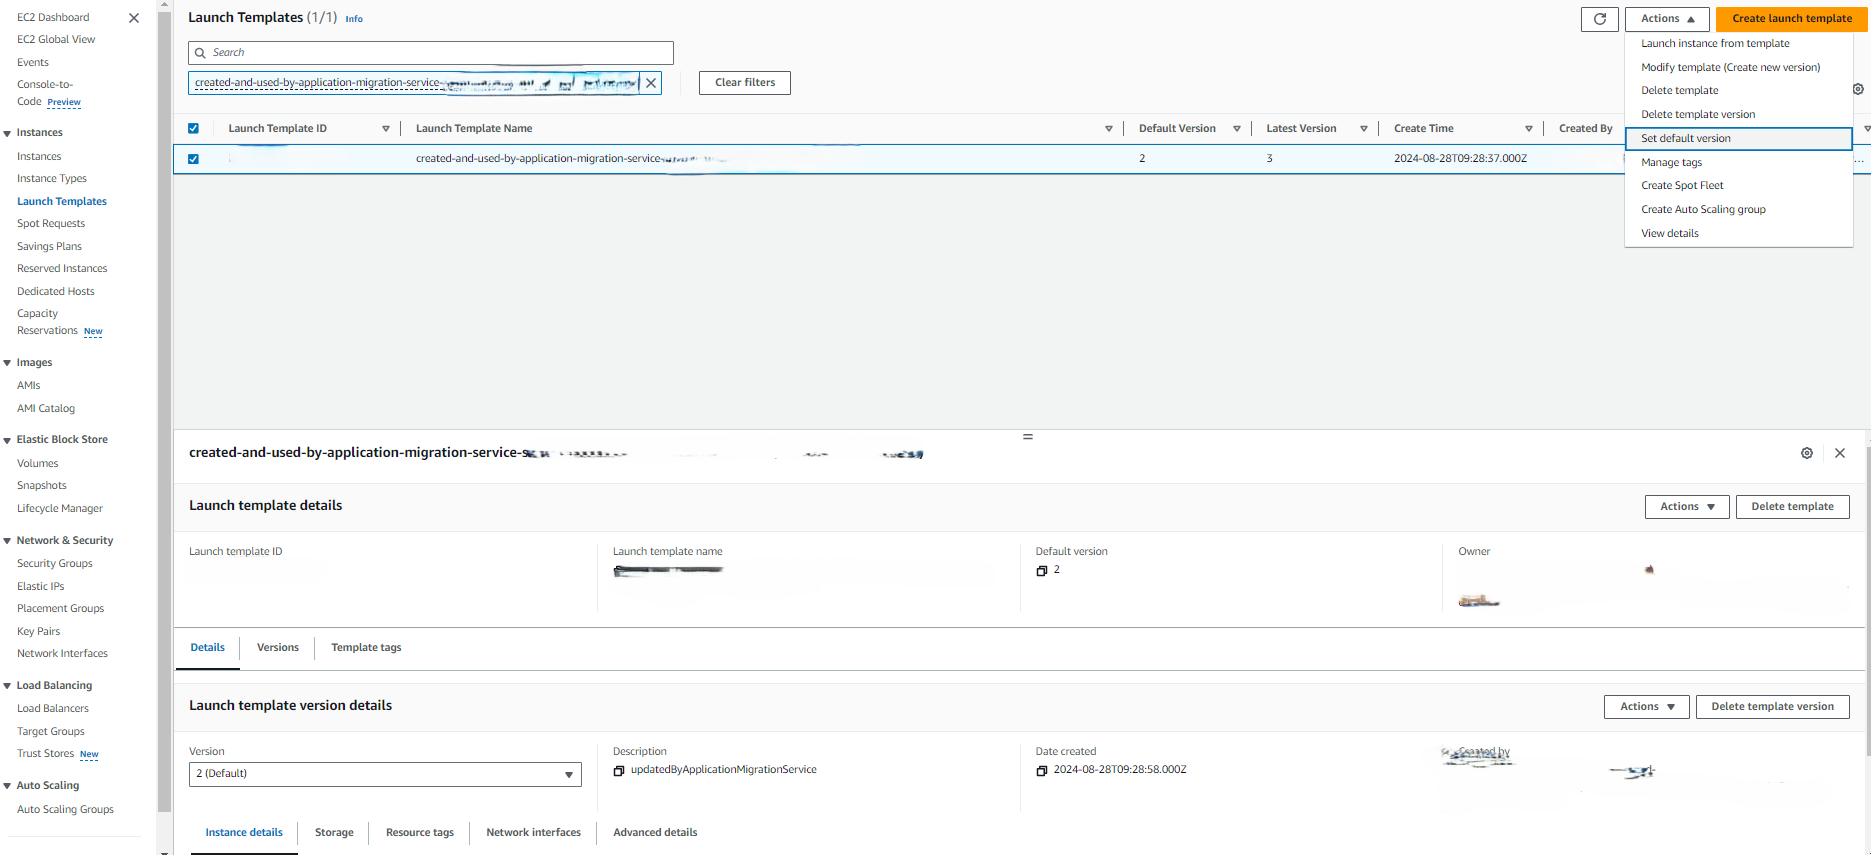 EC2 Dashboard
EC2 Global View
Events
Console-to-
Code Preview
Instances
Instances
Instance Types
Launch Templates
Spot Requests
Savings Plans
Reserved Instances
Dedicated Hosts
Capacity
Reservations New
Images
AMIs
AMI Catalog
Elastic Block Store
Volumes
Snapshots
Lifecycle Manager
Network & Security
Security Groups
Elastic IPs
Placement Groups
Key Pairs
Network Interfaces
Load Balancing
Load Balancers
Target Groups
Trust Stores New
Auto Scaling
Auto Scaling Groups
Launch Templates (1/1) Info
Actions
Create launch template
Search
created-and-used-by-application-migration-service-
Clear filters
Launch instance from template
Modify template (Create new version)
Delete template
Delete template version
Set default version
Manage tags
Create Spot Fleet
Create Auto Scaling group
View details
Launch Template ID Launch Template Name Default Version Latest Version Create Time Created By
created-and-used-by-application-migration-service- 2 3 2024-08-28T09:28:37.000Z ...
created-and-used-by-application-migration-service-s
Launch template details
Actions Delete template
Launch template ID Launch template name Default version Owner
2
Details Versions Template tags
Launch template version details
Actions Delete template version
Version Description Date created Created by
2 (Default) updatedByApplicationMigrationService 2024-08-28T09:28:58.000Z
Instance details Storage Resource tags Network interfaces Advanced details